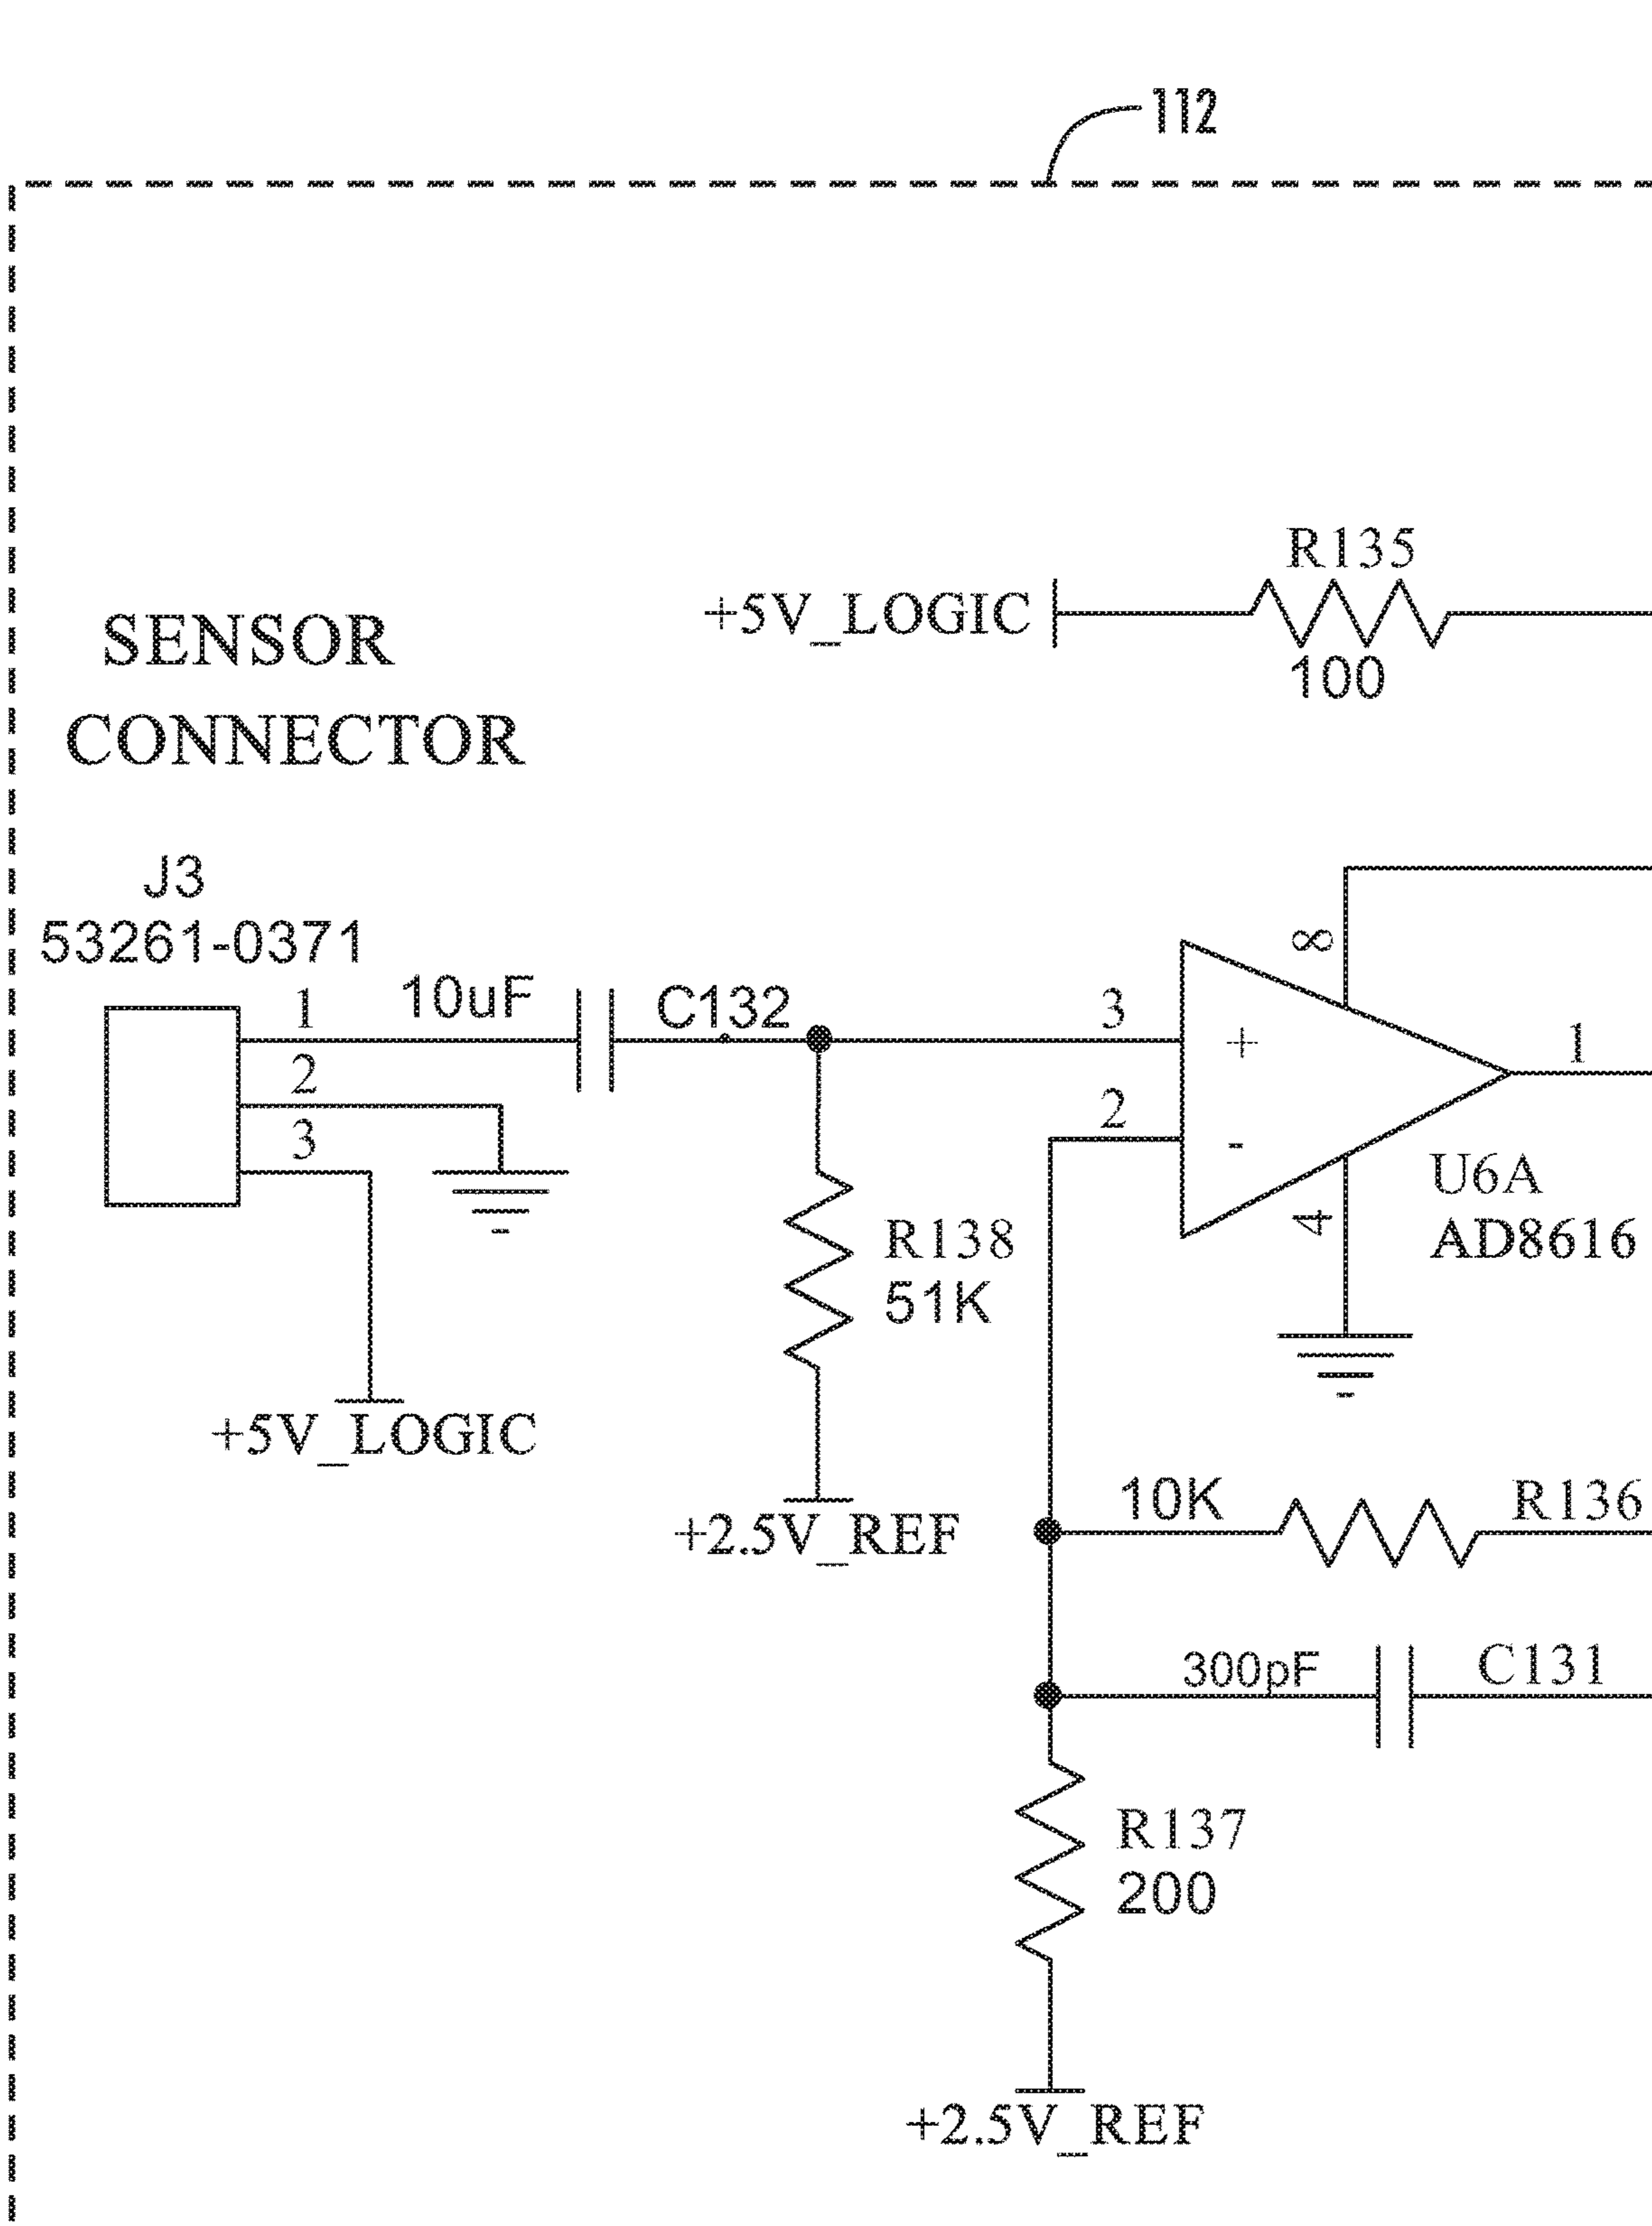 112
R135
+5V_LOGIC
100
SENSOR
CONNECTOR
J3
53261-0371
1
10uF
C132
2
3
+5V_LOGIC
3
+
2
-
8
4
1
U6A
AD8616
R138
51K
+2.5V_REF
10K
R136
300pF
C131
R137
200
+2.5V_REF